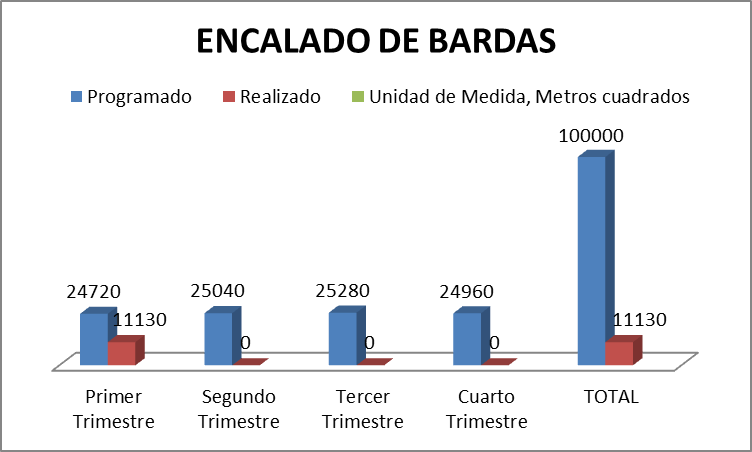 ENCALADO DE BARDAS
Programado Realizado Unidad de Medida, Metros cuadrados
100000
24720 25040 25280 24960
11130 0 0 0 11130
Primer Segundo Tercer Cuarto TOTAL
Trimestre Trimestre Trimestre Trimestre